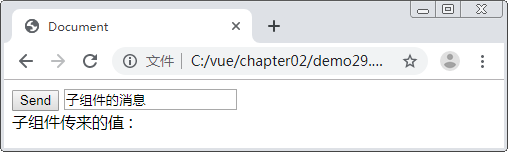 Document
文件 C:/vue/chapter02/demo29....
Send 子组件的消息
子组件传来的值：